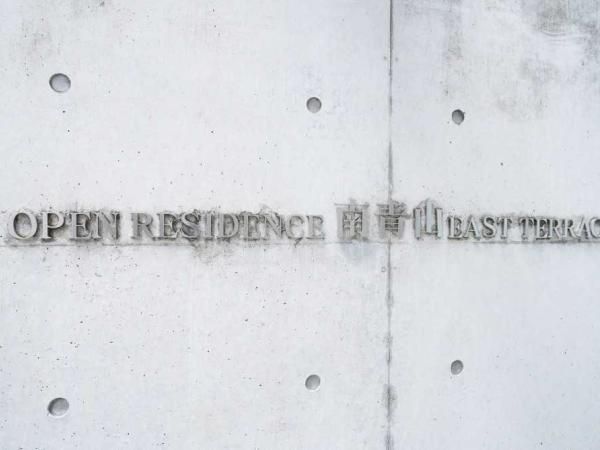 OPEN RESIDENCE 南青山 EAST TERRAC